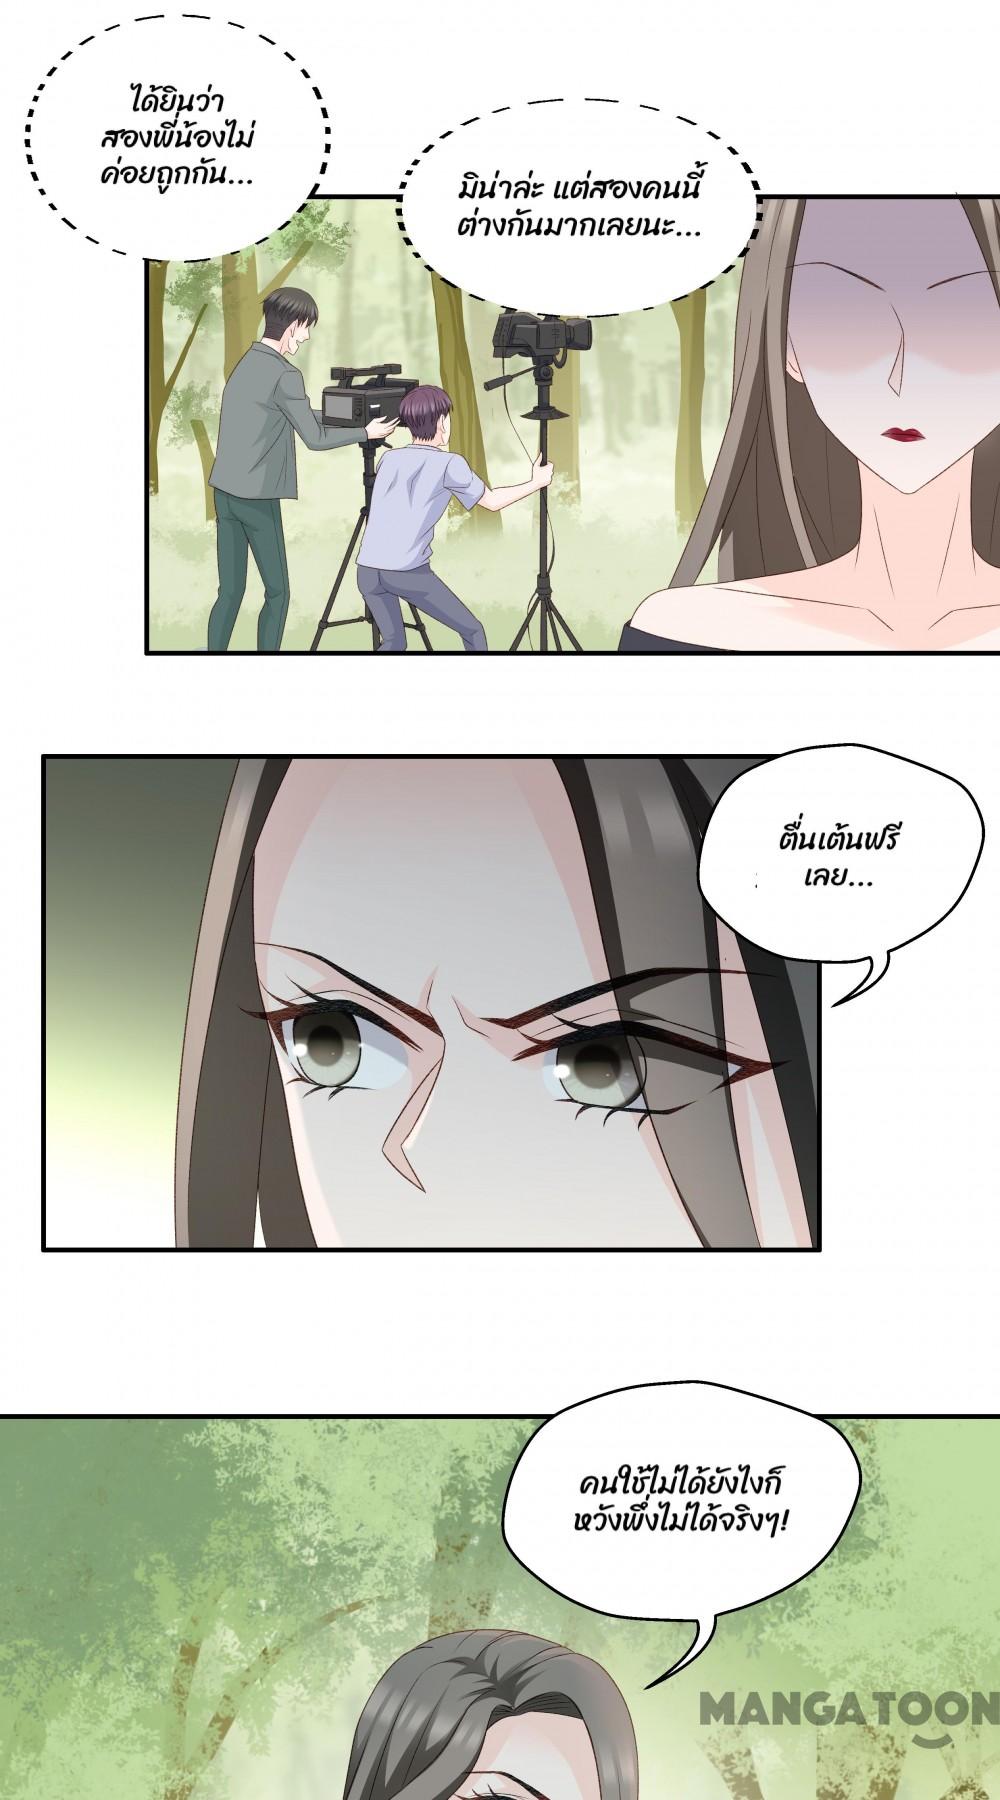 ได้ยินว่า
สองพี่น้องไม่
ค่อยถูกกัน...
มิน่าล่ะ แต่สองคนนี้
ต่างกันมากเลยนะ...
ตื่นเต้นฟรี
เลย...
คนใช้ไม่ได้ยังไงก็
หวังพึ่งไม่ได้จริงๆ!
MANGATOON